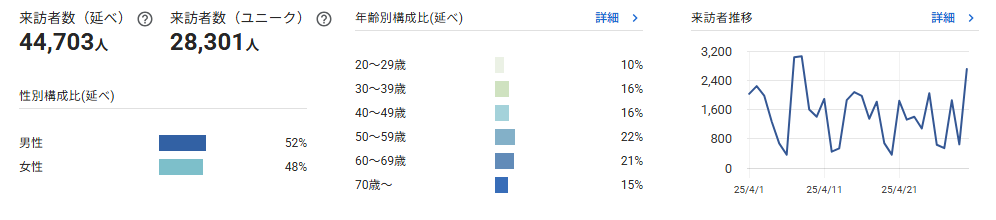 来訪者数（延べ） ?
44,703人
来訪者数（ユニーク） ?
28,301人
性別構成比(延べ)
男性 52%
女性 48%
年齢別構成比(延べ) 詳細 >
20〜29歳 10%
30〜39歳 16%
40〜49歳 16%
50〜59歳 22%
60〜69歳 21%
70歳〜 15%
来訪者推移 詳細 >
3,200
2,400
1,600
800
0
25/4/1 25/4/11 25/4/21